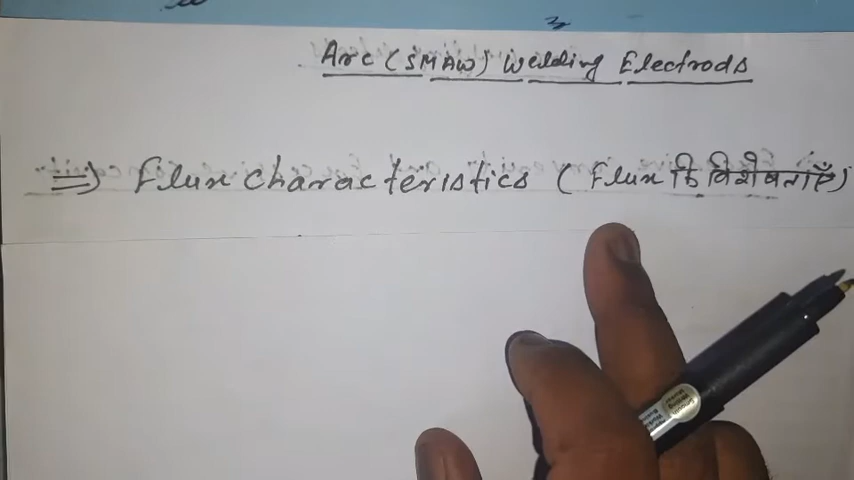 Arc (SMAW) Welding Electrods
⇒) Flux characteristics ( Flux कि विशेषताएँ )